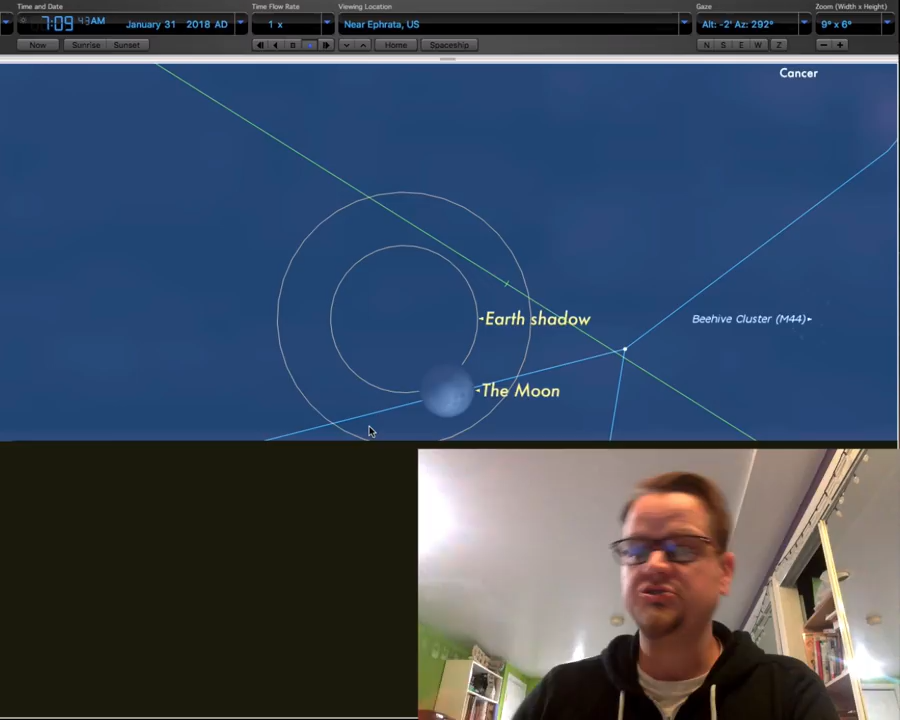 Time and Date
Time Flow Rate
Viewing Location
Gaze
Zoom (Width x Height)
7:09 43 AM
January 31 2018 AD
1 x
Near Ephrata, US
Alt: -2° Az: 292°
9° x 6°
Now
Sunrise
Sunset
Home
Spaceship
N
S
E
W
Z
Cancer
Earth shadow
Beehive Cluster (M44)
The Moon